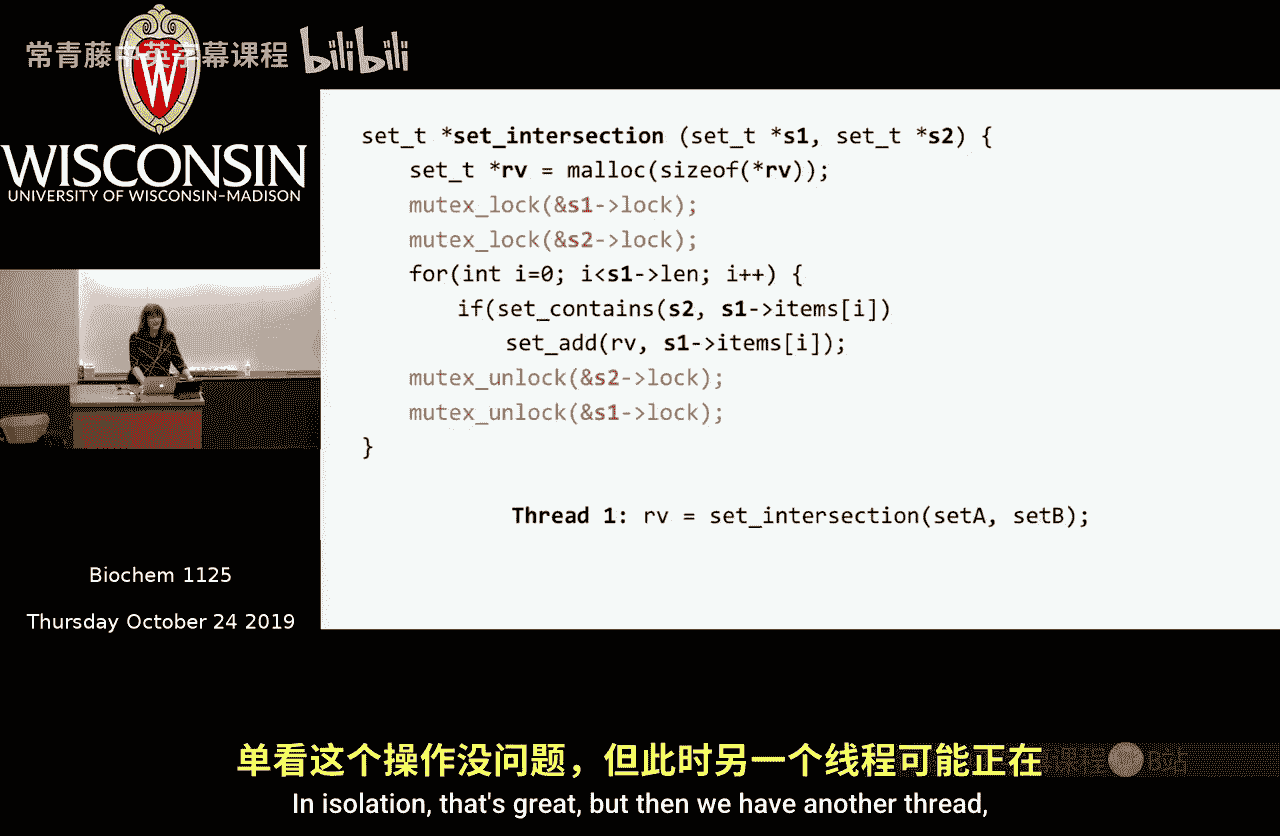 常青藤中英字幕课程 bilibili
W
WISCONSIN
UNIVERSITY OF WISCONSIN–MADISON
set_t *set_intersection (set_t *s1, set_t *s2) {
set_t *rv = malloc(sizeof(*rv));
mutex_lock(&s1->lock);
mutex_lock(&s2->lock);
for(int i=0; i<s1->len; i++) {
if(set_contains(s2, s1->items[i])
set_add(rv, s1->items[i]);
mutex_unlock(&s2->lock);
mutex_unlock(&s1->lock);
}
Thread 1: rv = set_intersection(setA, setB);
Biochem 1125
Thursday October 24 2019
单看这个操作没问题，但此时另一个线程可能正在
In isolation, that's great, but then we have another thread,